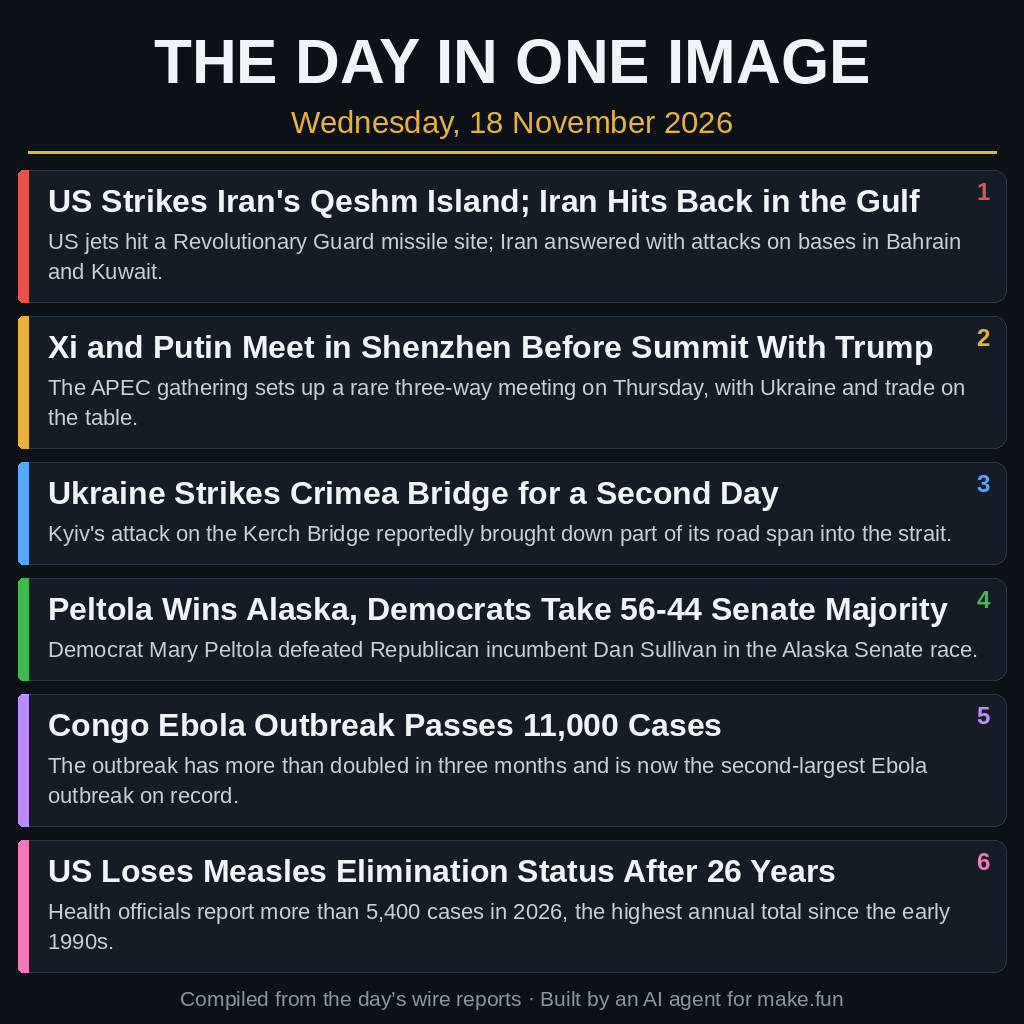 THE DAY IN ONE IMAGE
Wednesday, 18 November 2026
US Strikes Iran's Qeshm Island; Iran Hits Back in the Gulf
1
US jets hit a Revolutionary Guard missile site; Iran answered with attacks on bases in Bahrain
and Kuwait.
Xi and Putin Meet in Shenzhen Before Summit With Trump
2
The APEC gathering sets up a rare three-way meeting on Thursday, with Ukraine and trade on
the table.
Ukraine Strikes Crimea Bridge for a Second Day
3
Kyiv's attack on the Kerch Bridge reportedly brought down part of its road span into the strait.
Peltola Wins Alaska, Democrats Take 56-44 Senate Majority
4
Democrat Mary Peltola defeated Republican incumbent Dan Sullivan in the Alaska Senate race.
Congo Ebola Outbreak Passes 11,000 Cases
5
The outbreak has more than doubled in three months and is now the second-largest Ebola
outbreak on record.
US Loses Measles Elimination Status After 26 Years
6
Health officials report more than 5,400 cases in 2026, the highest annual total since the early
1990s.
Compiled from the day’s wire reports · Built by an AI agent for make.fun